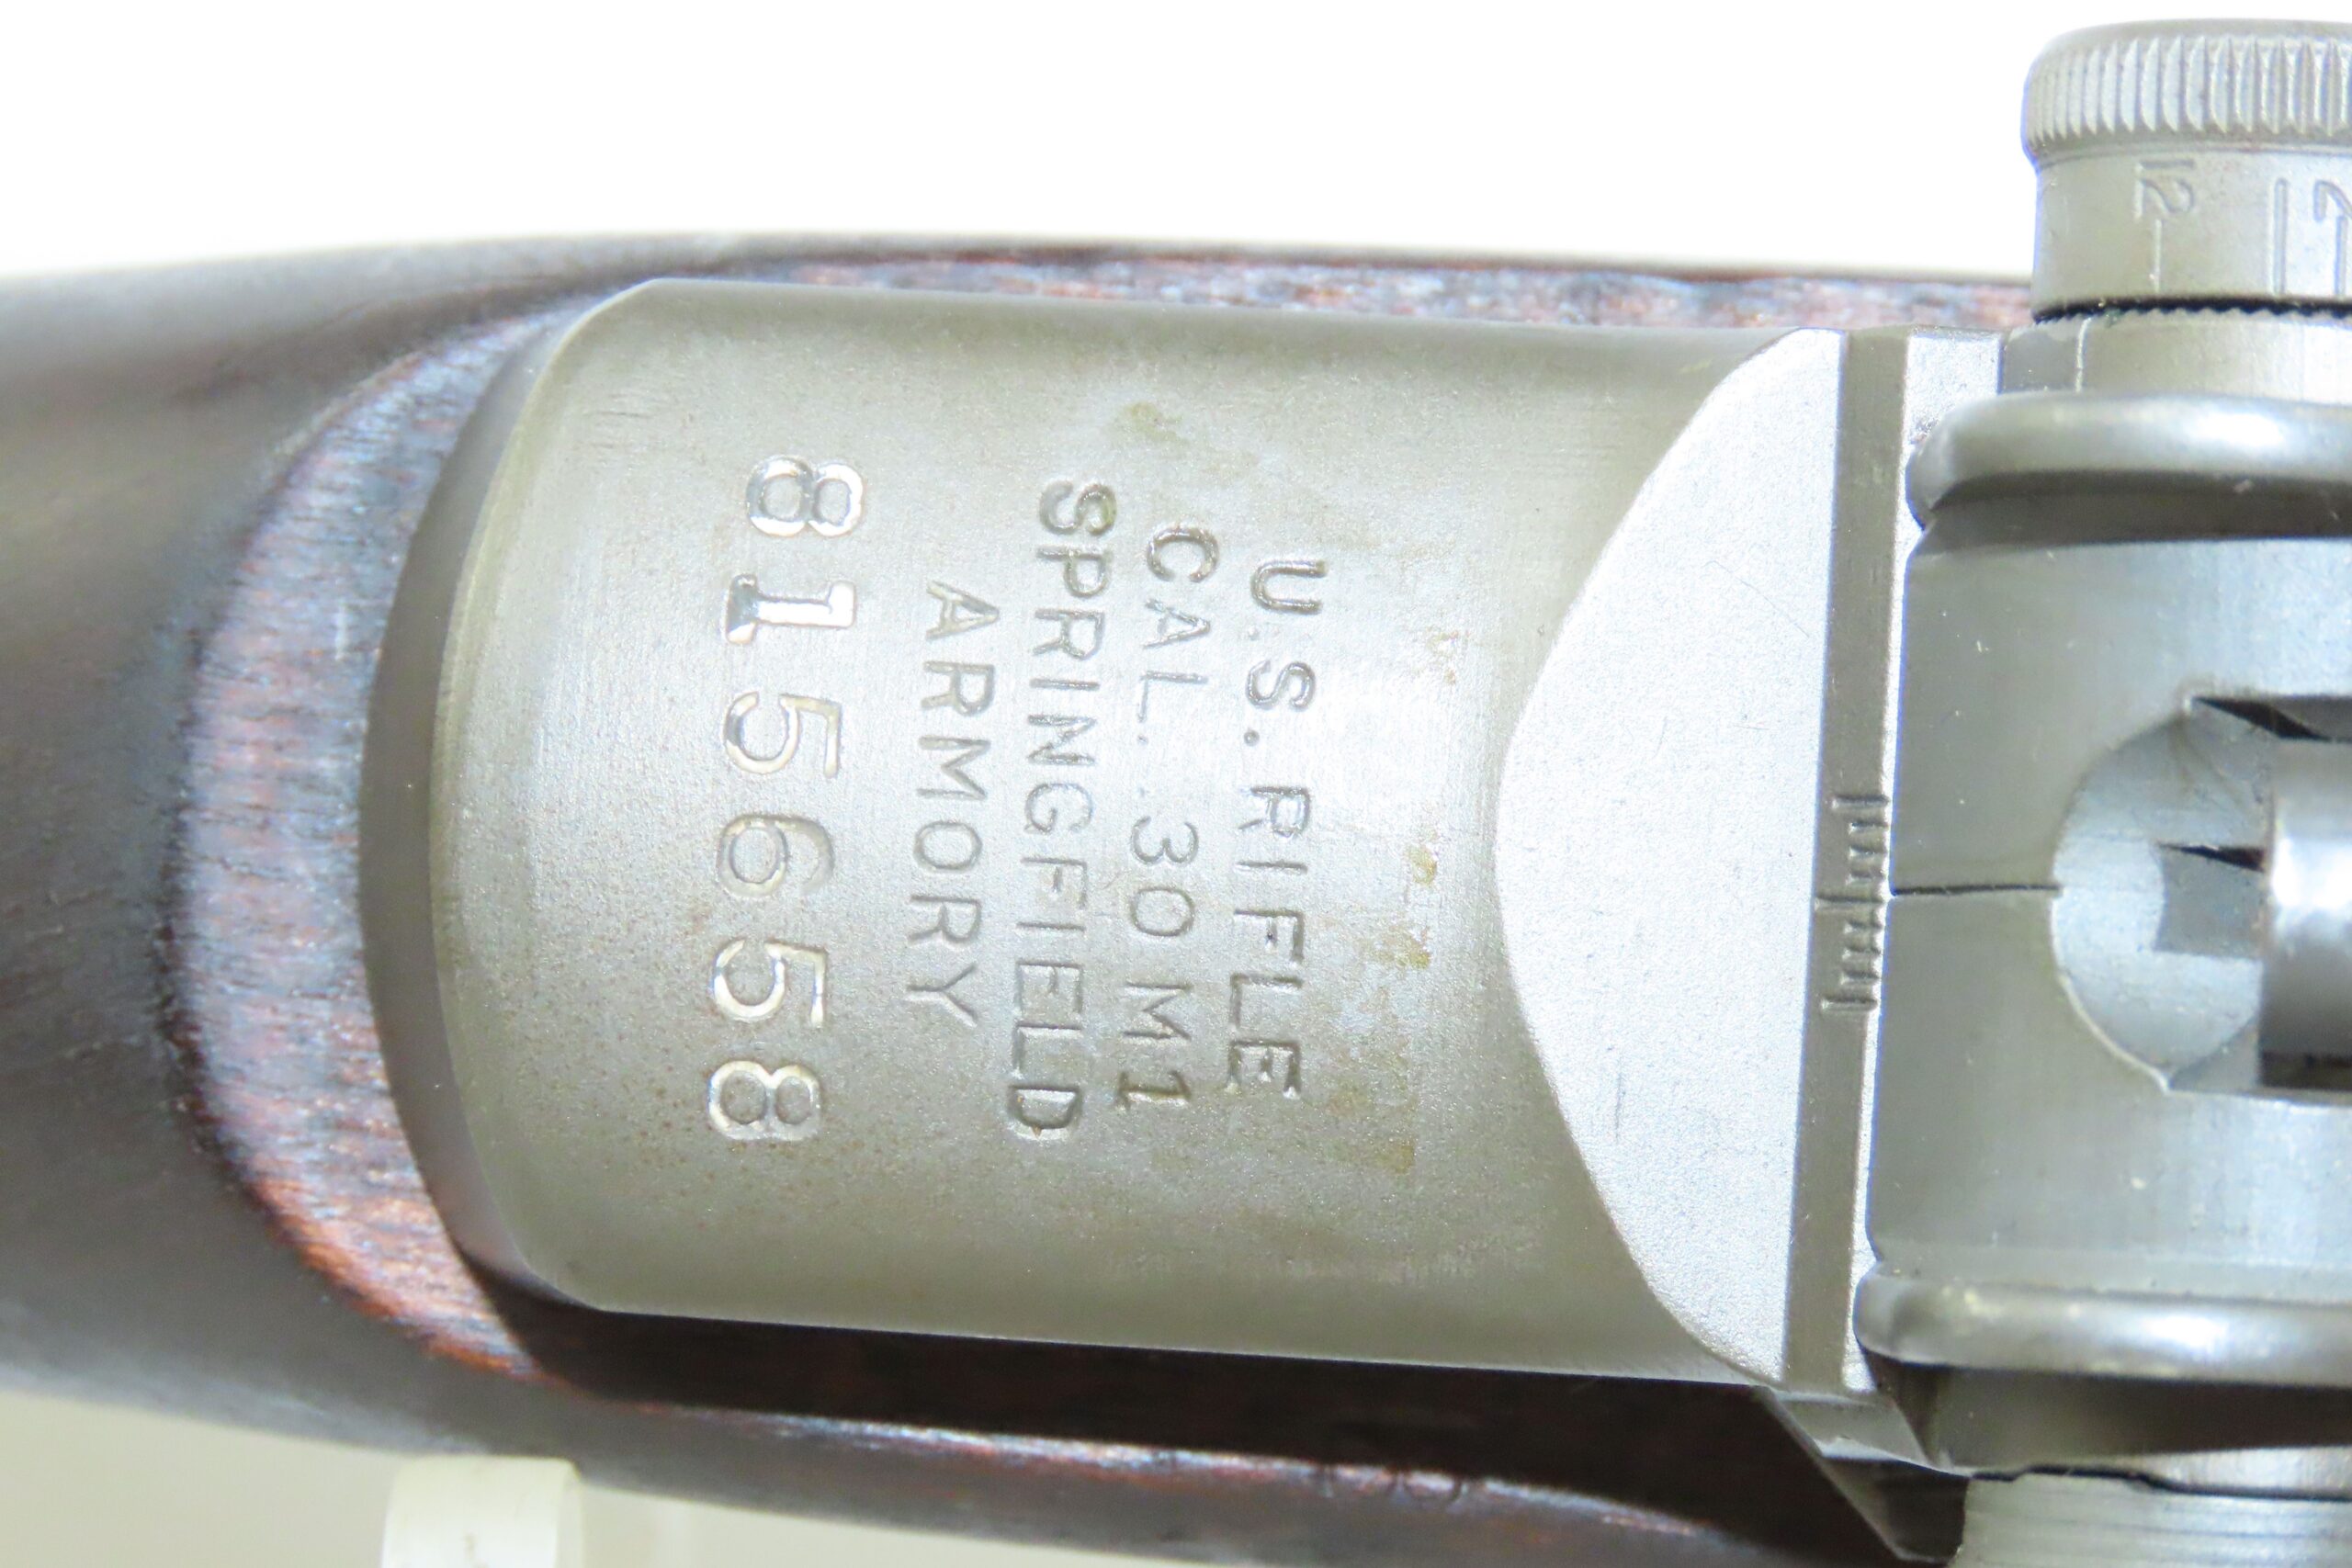 U.S. RIFLE
CAL. .30 M1
SPRINGFIELD
ARMORY
815658
12